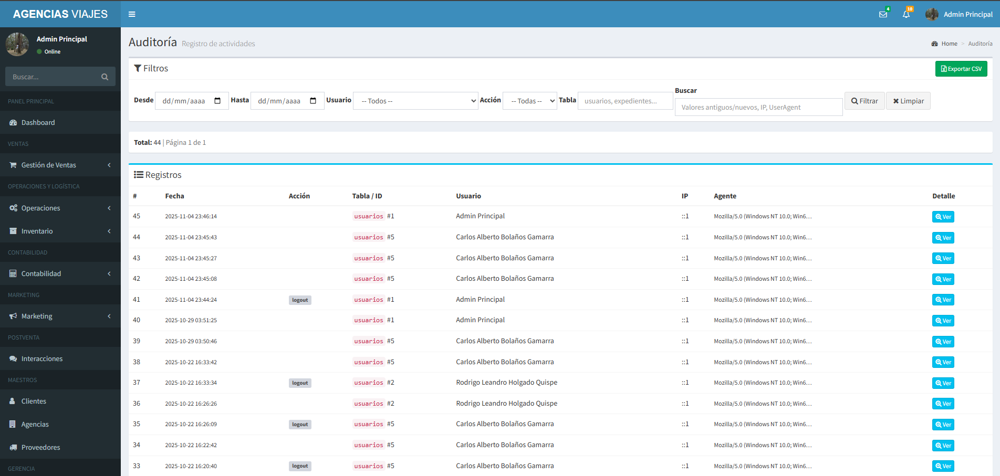 AGENCIAS VIAJES
4
10
Admin Principal
Admin Principal
Online
Buscar...
PANEL PRINCIPAL
Dashboard
VENTAS
Gestión de Ventas
OPERACIONES Y LOGÍSTICA
Operaciones
Inventario
CONTABILIDAD
Contabilidad
MARKETING
Marketing
POSTVENTA
Interacciones
MAESTROS
Clientes
Agencias
Proveedores
GERENCIA
Auditoría Registro de actividades
Home > Auditoría
Filtros
Exportar CSV
Desde dd/mm/aaaa Hasta dd/mm/aaaa Usuario -- Todos -- Acción -- Todas -- Tabla usuarios, expedientes...
Buscar
Valores antiguos/nuevos, IP, UserAgent
Filtrar
Limpiar
Total: 44 | Página 1 de 1
Registros
# Fecha Acción Tabla / ID Usuario IP Agente Detalle
45 2025-11-04 23:46:14 usuarios #1 Admin Principal ::1 Mozilla/5.0 (Windows NT 10.0; Win6... Ver
44 2025-11-04 23:45:43 usuarios #5 Carlos Alberto Bolaños Gamarra ::1 Mozilla/5.0 (Windows NT 10.0; Win6... Ver
43 2025-11-04 23:45:27 usuarios #5 Carlos Alberto Bolaños Gamarra ::1 Mozilla/5.0 (Windows NT 10.0; Win6... Ver
42 2025-11-04 23:45:08 usuarios #5 Carlos Alberto Bolaños Gamarra ::1 Mozilla/5.0 (Windows NT 10.0; Win6... Ver
41 2025-11-04 23:44:24 logout usuarios #1 Admin Principal ::1 Mozilla/5.0 (Windows NT 10.0; Win6... Ver
40 2025-10-29 03:51:25 usuarios #1 Admin Principal ::1 Mozilla/5.0 (Windows NT 10.0; Win6... Ver
39 2025-10-29 03:50:46 usuarios #5 Carlos Alberto Bolaños Gamarra ::1 Mozilla/5.0 (Windows NT 10.0; Win6... Ver
38 2025-10-22 16:33:42 usuarios #5 Carlos Alberto Bolaños Gamarra ::1 Mozilla/5.0 (Windows NT 10.0; Win6... Ver
37 2025-10-22 16:33:34 logout usuarios #2 Rodrigo Leandro Holgado Quispe ::1 Mozilla/5.0 (Windows NT 10.0; Win6... Ver
36 2025-10-22 16:26:26 usuarios #2 Rodrigo Leandro Holgado Quispe ::1 Mozilla/5.0 (Windows NT 10.0; Win6... Ver
35 2025-10-22 16:26:09 logout usuarios #5 Carlos Alberto Bolaños Gamarra ::1 Mozilla/5.0 (Windows NT 10.0; Win6... Ver
34 2025-10-22 16:22:42 usuarios #5 Carlos Alberto Bolaños Gamarra ::1 Mozilla/5.0 (Windows NT 10.0; Win6... Ver
33 2025-10-22 16:20:40 logout usuarios #5 Carlos Alberto Bolaños Gamarra ::1 Mozilla/5.0 (Windows NT 10.0; Win6... Ver